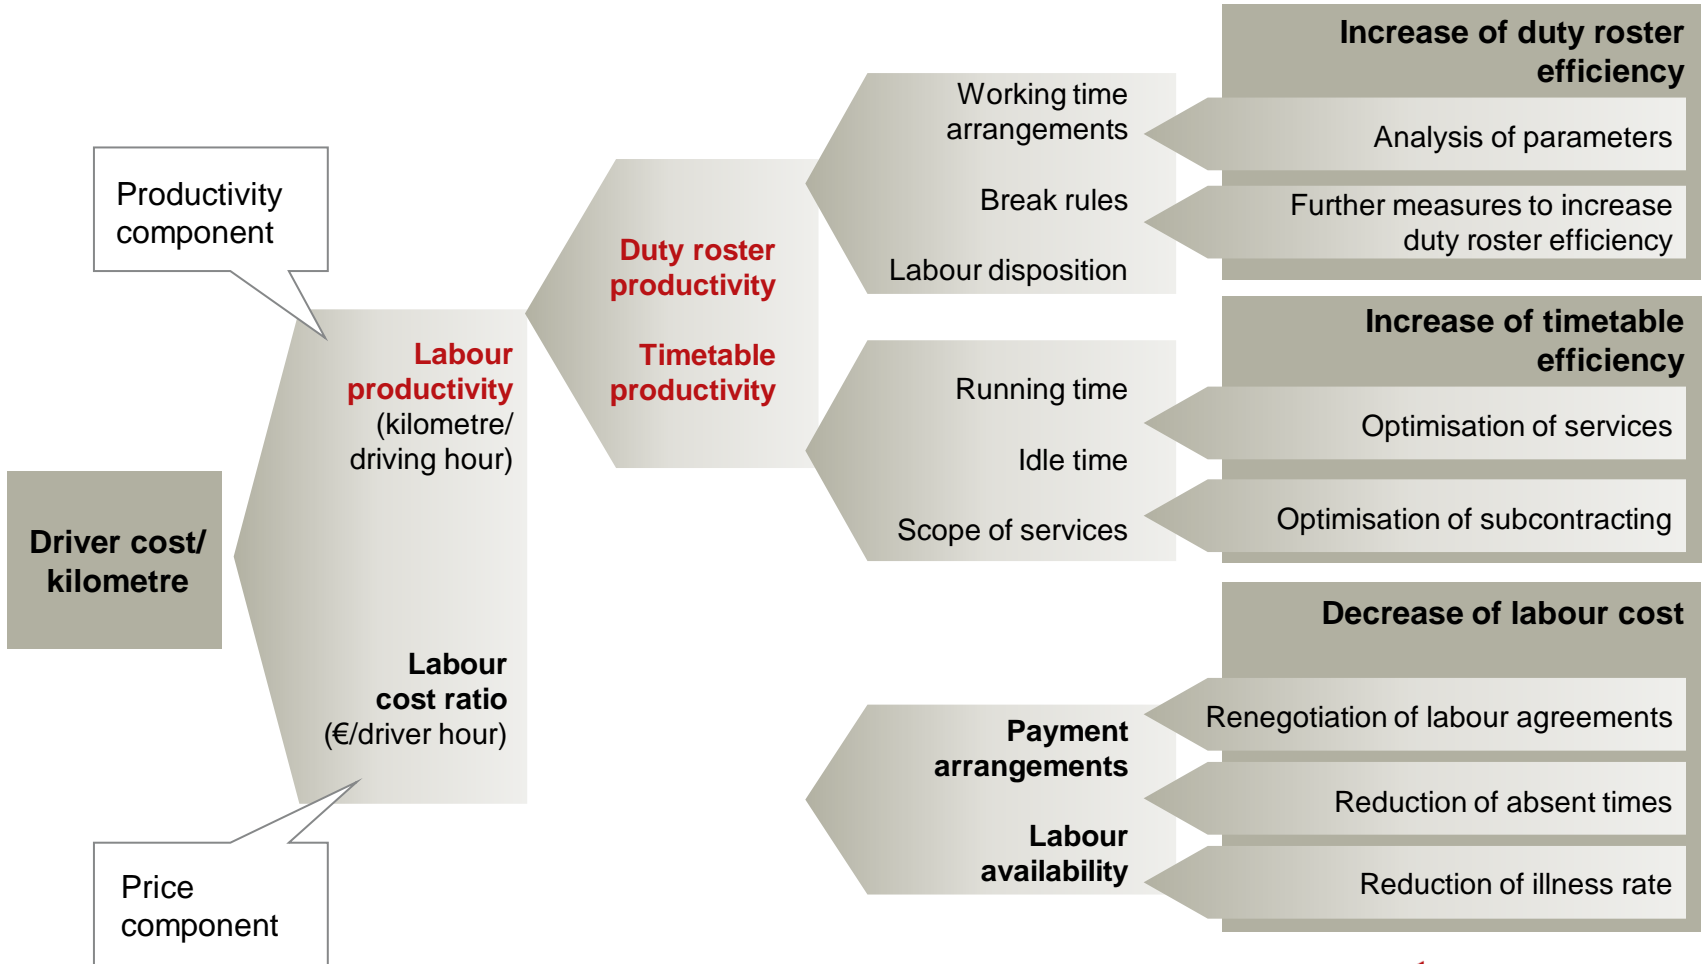 Productivity
component
Driver cost/
kilometre
Labour
productivity
(kilometre/
driving hour)
Labour
cost ratio
(€/driver hour)
Price
component
Duty roster
productivity
Timetable
productivity
Working time
arrangements
Break rules
Labour disposition
Running time
Idle time
Scope of services
Payment
arrangements
Labour
availability
Increase of duty roster
efficiency
Analysis of parameters
Further measures to increase
duty roster efficiency
Increase of timetable
efficiency
Optimisation of services
Optimisation of subcontracting
Decrease of labour cost
Renegotiation of labour agreements
Reduction of absent times
Reduction of illness rate